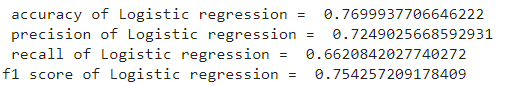 accuracy of Logistic regression =  0.7699937706646222
precision of Logistic regression =  0.7249025668592931
recall of Logistic regression =  0.6620842027740272
f1 score of Logistic regression =  0.754257209178409